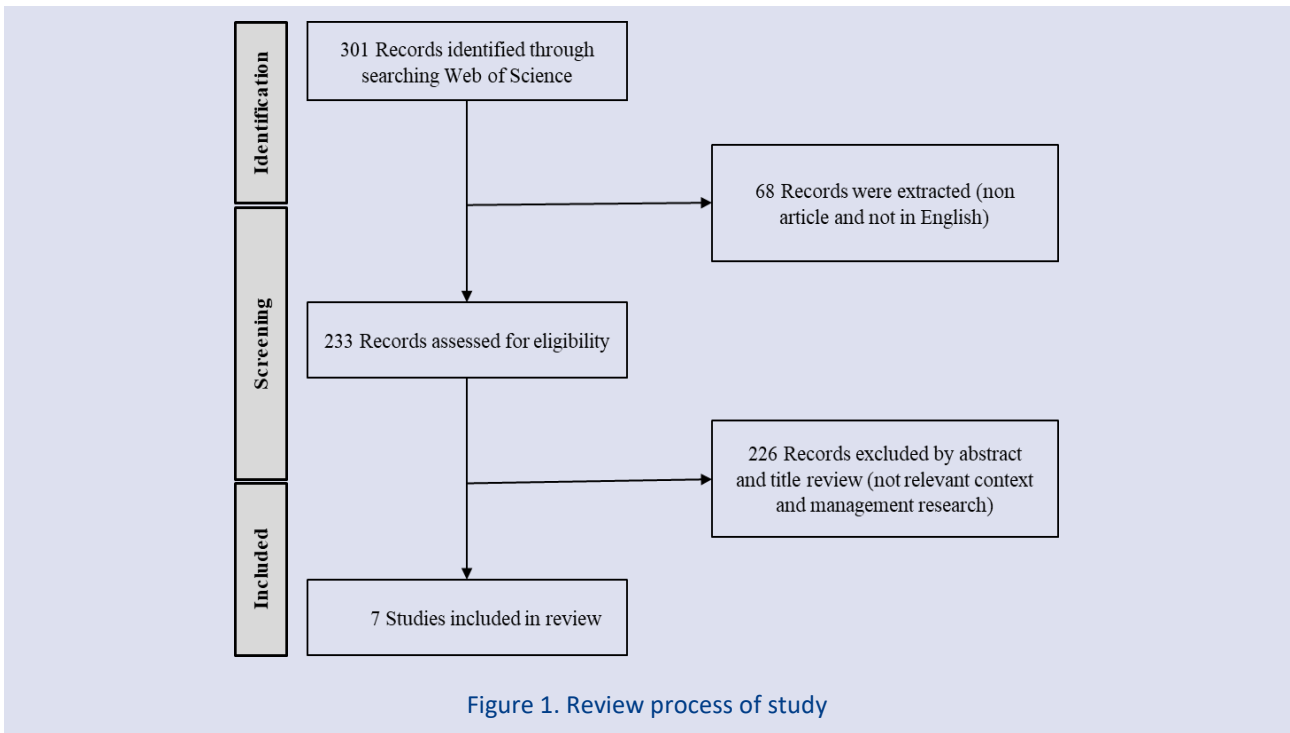 Identification
301 Records identified through
searching Web of Science
68 Records were extracted (non
article and not in English)
Screening
233 Records assessed for eligibility
226 Records excluded by abstract
and title review (not relevant context
and management research)
Included
7 Studies included in review
Figure 1. Review process of study